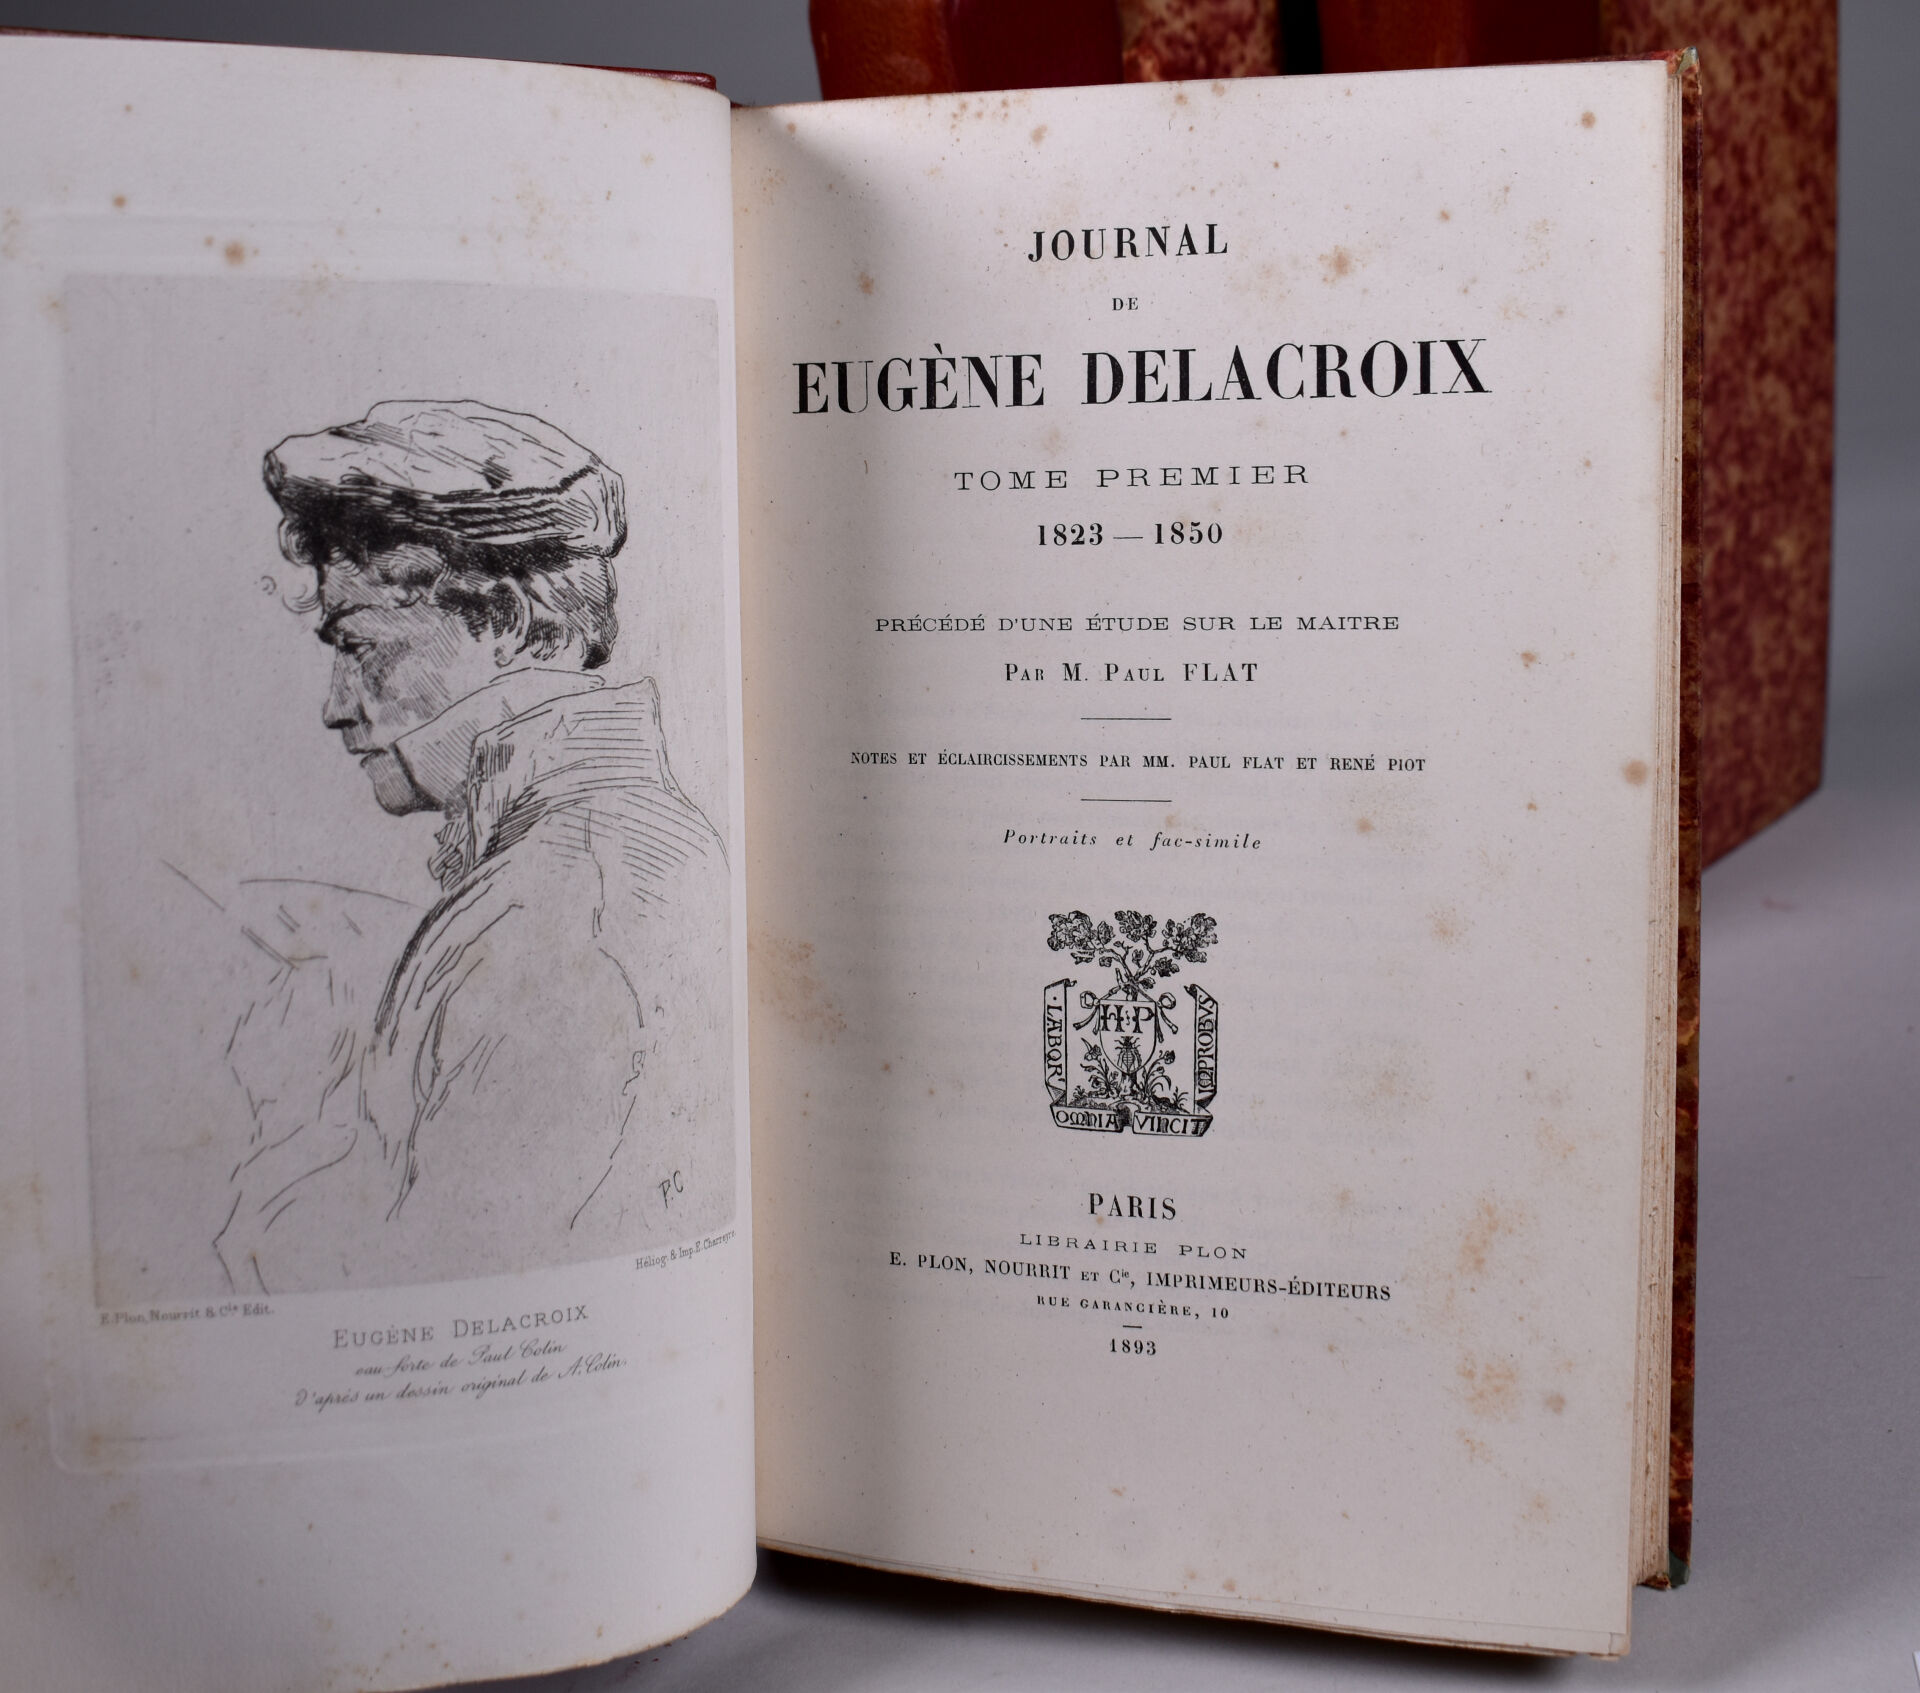 P.C
E. Plon, Nourrit & Cie Edit.
Héliog. & Imp. E. Charreyre.
EUGÈNE DELACROIX
eau-forte de Paul Colin
D'après un dessin original de A. Colin.
JOURNAL
DE
EUGÈNE DELACROIX
TOME PREMIER
1823 — 1850
PRÉCÉDÉ D'UNE ÉTUDE SUR LE MAITRE
PAR M. PAUL FLAT
NOTES ET ÉCLAIRCISSEMENTS PAR MM. PAUL FLAT ET RENÉ PIOT
Portraits et fac-simile
H P
LABOR
IMPROBVS
OMNIA VINCIT
PARIS
LIBRAIRIE PLON
E. PLON, NOURRIT ET Cie, IMPRIMEURS-ÉDITEURS
RUE GARANCIÈRE, 10
1893